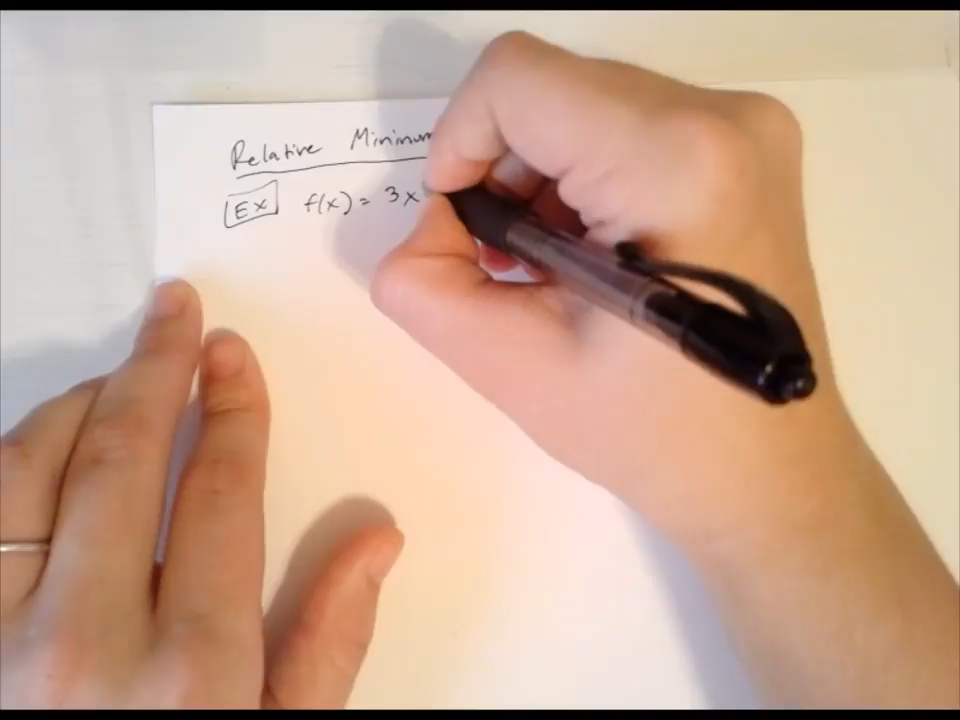 Relative Minimum
Ex f(x) = 3x